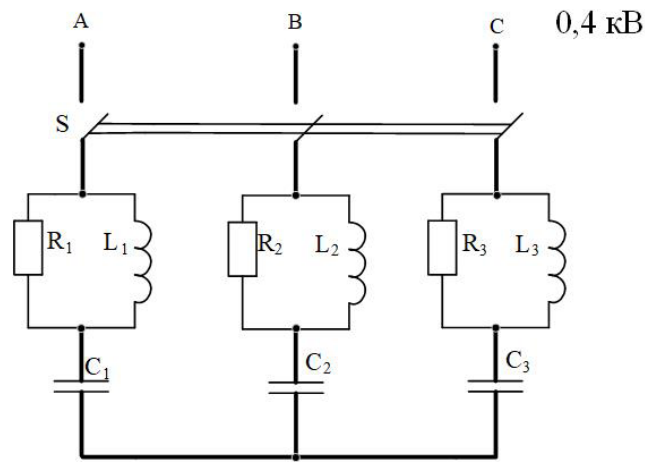 A B C 0,4 кВ
S
R₁ L₁ R₂ L₂ R₃ L₃
C₁ C₂ C₃